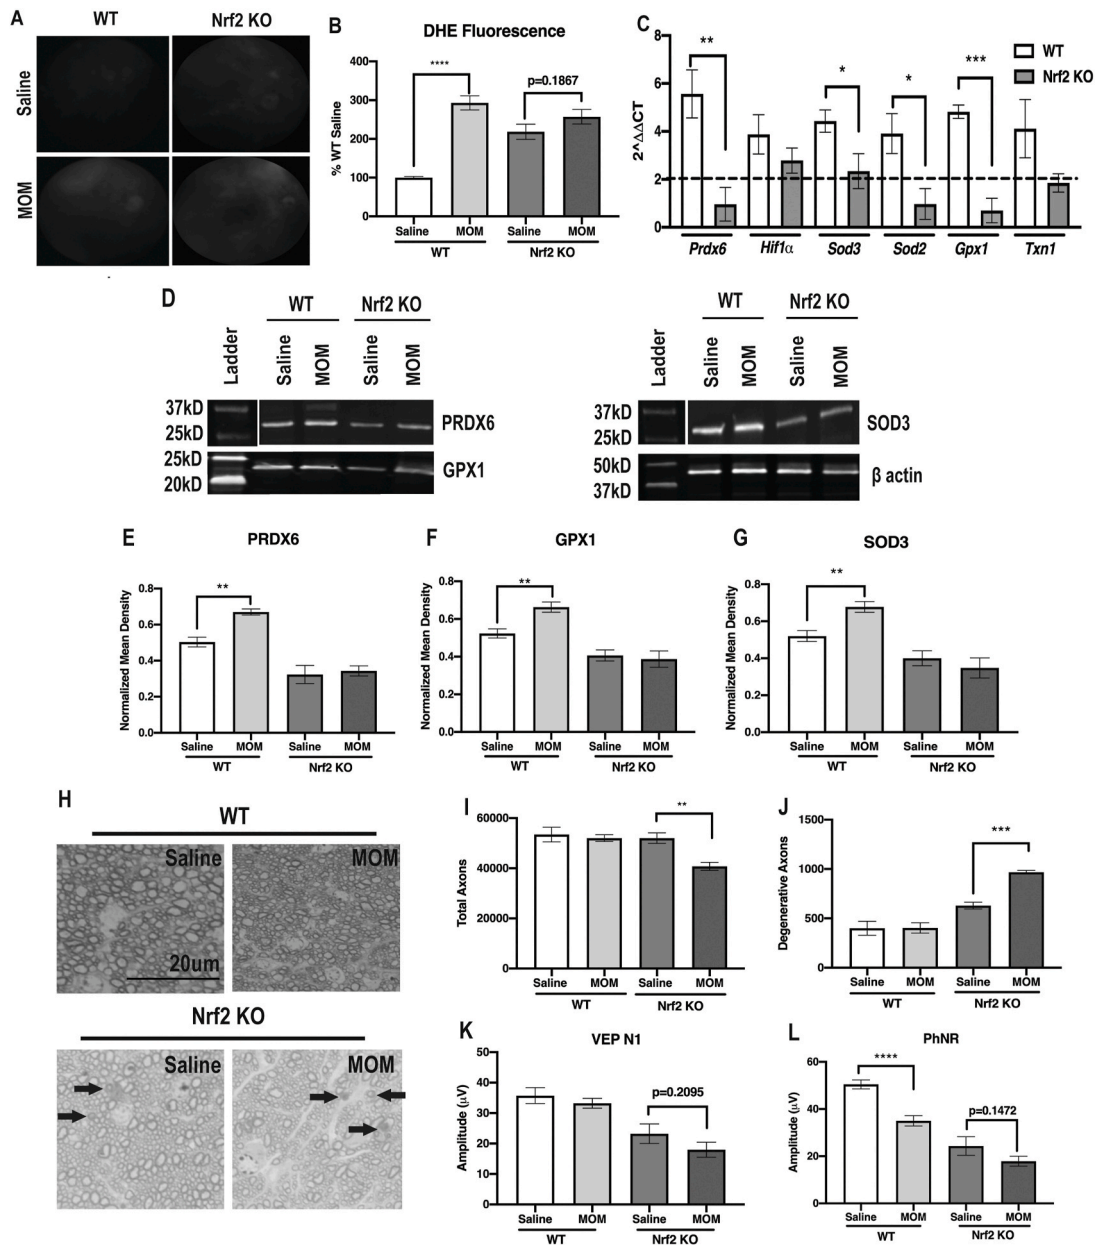 A
WT
Nrf2 KO
Saline
MOM
B
DHE Fluorescence
% WT Saline
400
300
200
100
0
****
p=0.1867
Saline MOM Saline MOM
WT Nrf2 KO
C
2^ΔΔCT
8
6
4
2
0
** * * ***
WT
Nrf2 KO
Prdx6 Hif1α Sod3 Sod2 Gpx1 Txn1
D
WT Nrf2 KO
Ladder Saline MOM Saline MOM
37kD
25kD
PRDX6
25kD
20kD
GPX1
WT Nrf2 KO
Ladder Saline MOM Saline MOM
37kD
25kD
SOD3
50kD
37kD
β actin
E
PRDX6
Normalized Mean Density
0.8
0.6
0.4
0.2
0.0
**
Saline MOM Saline MOM
WT Nrf2 KO
F
GPX1
Normalized Mean Density
0.8
0.6
0.4
0.2
0.0
**
Saline MOM Saline MOM
WT Nrf2 KO
G
SOD3
Normalized Mean Density
0.8
0.6
0.4
0.2
0.0
**
Saline MOM Saline MOM
WT Nrf2 KO
H
WT
Saline MOM
20um
Nrf2 KO
Saline MOM
I
Total Axons
60000
40000
20000
0
**
Saline MOM Saline MOM
WT Nrf2 KO
J
Degenerative Axons
1500
1000
500
0
***
Saline MOM Saline MOM
WT Nrf2 KO
K
VEP N1
Amplitude (μV)
50
40
30
20
10
0
p=0.2095
Saline MOM Saline MOM
WT Nrf2 KO
L
PhNR
Amplitude (μV)
60
40
20
0
****
p=0.1472
Saline MOM Saline MOM
WT Nrf2 KO